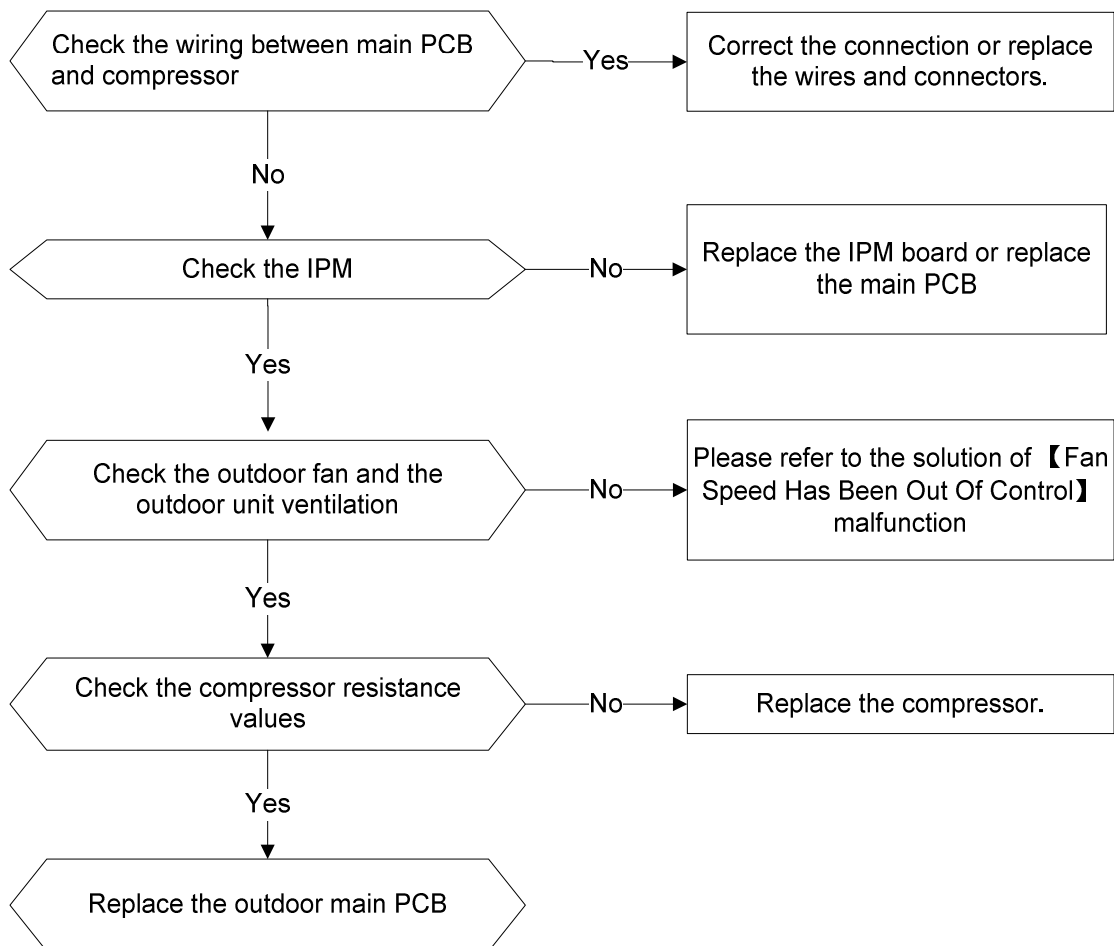 Check the wiring between main PCB
and compressor
Yes
Correct the connection or replace
the wires and connectors.
No
Check the IPM
No
Replace the IPM board or replace
the main PCB
Yes
Check the outdoor fan and the
outdoor unit ventilation
No
Please refer to the solution of 【Fan
Speed Has Been Out Of Control】
malfunction
Yes
Check the compressor resistance
values
No
Replace the compressor.
Yes
Replace the outdoor main PCB